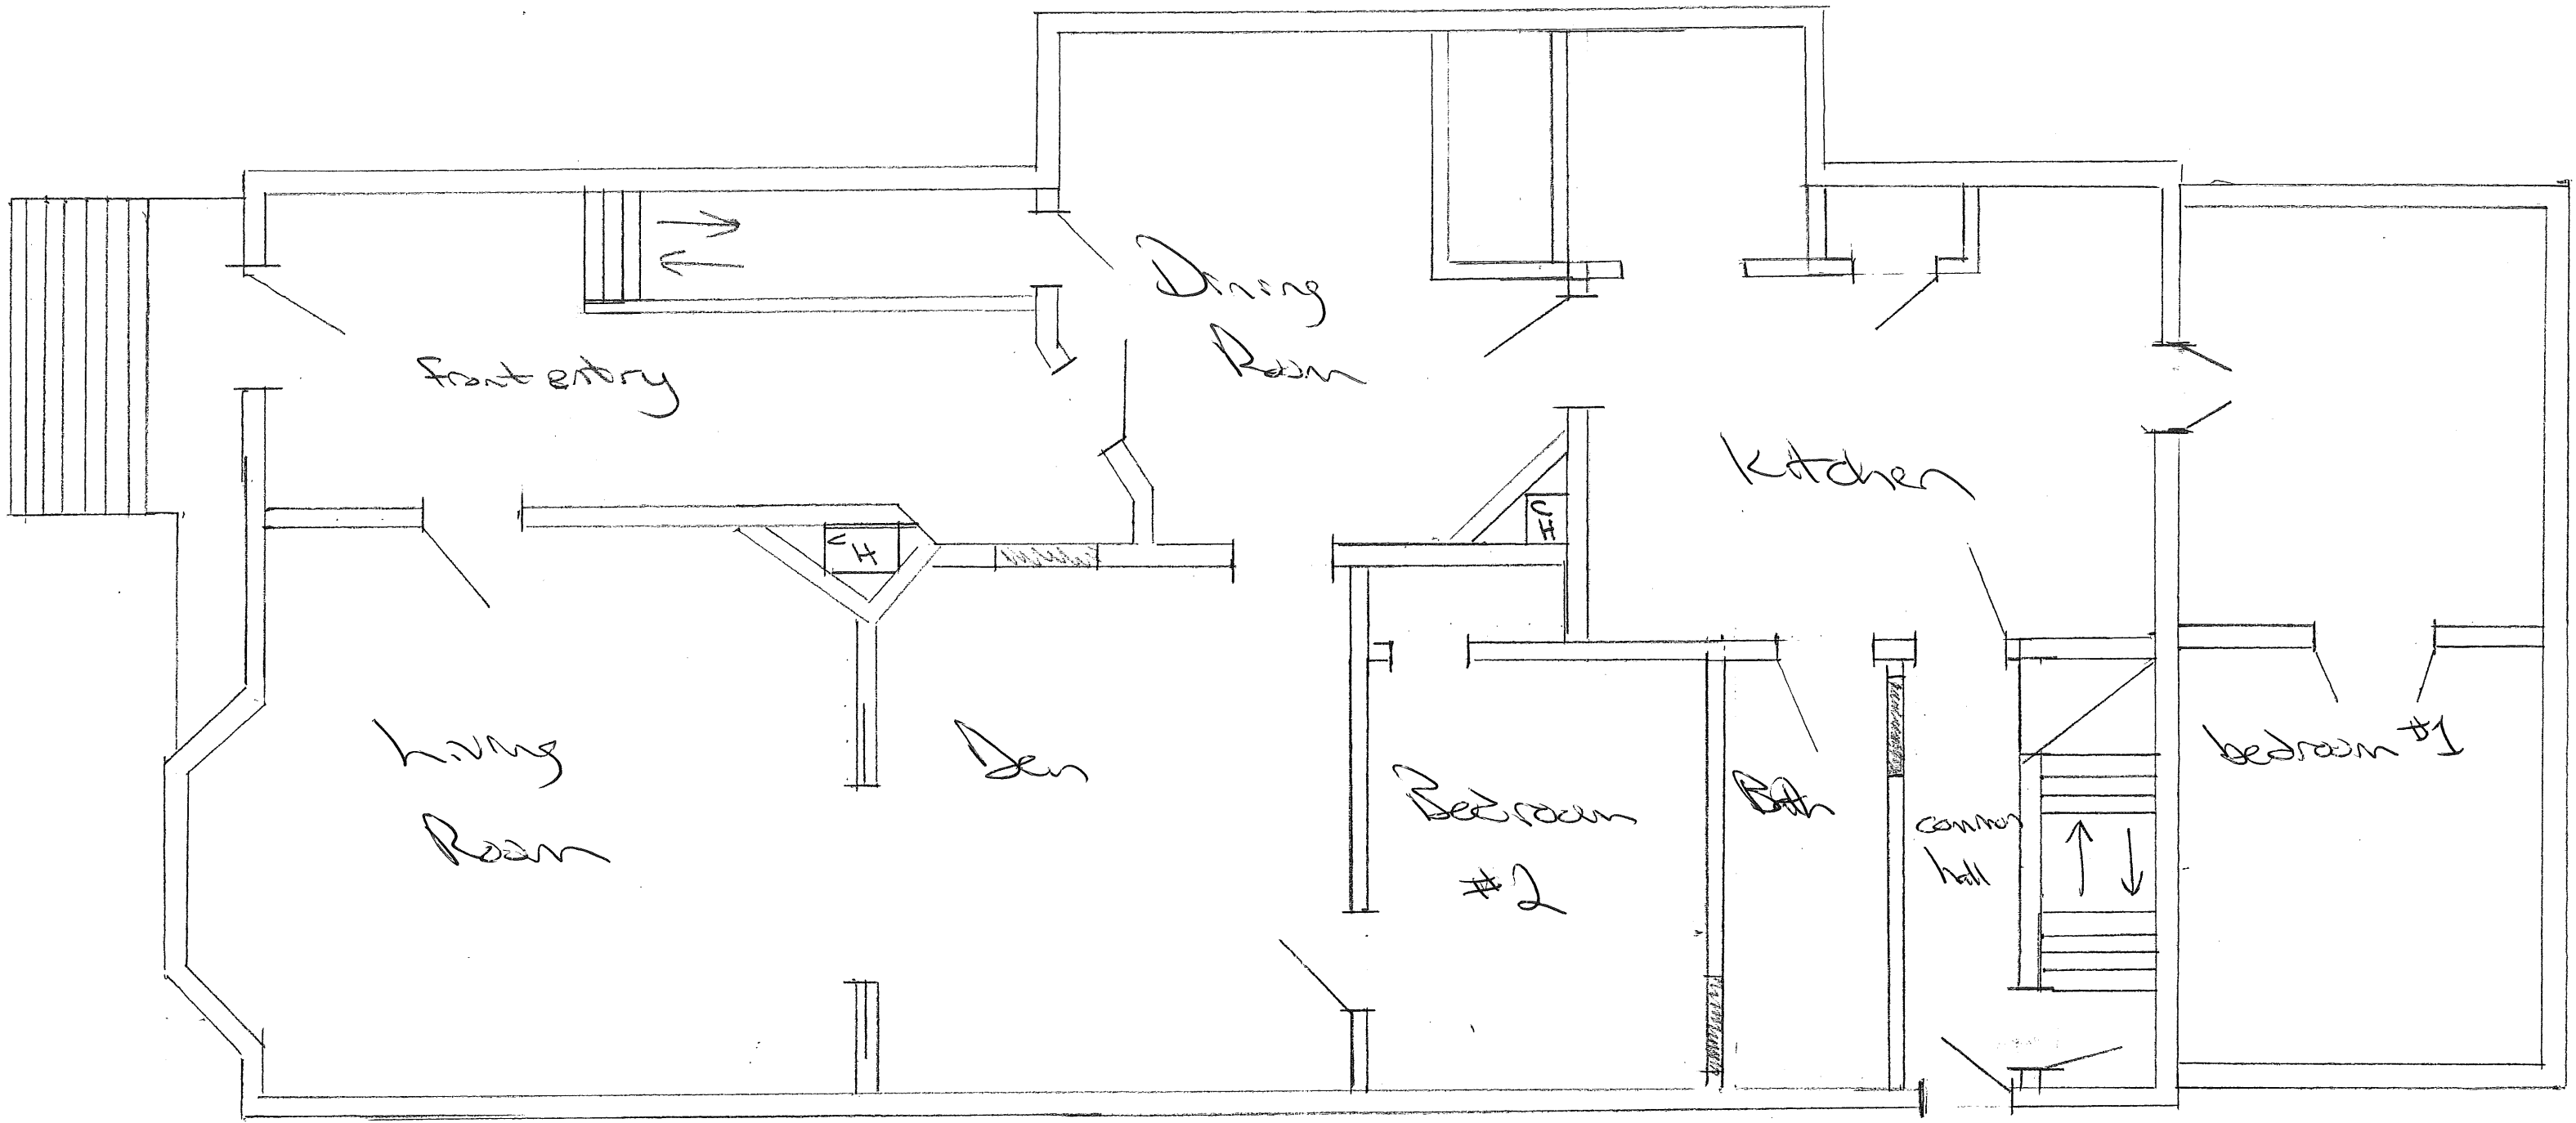 Dining
Room
front entry
Kitchen
CH
CH
Living
Room
Den
Bedroom
#2
Bath
common
hall
bedroom #1